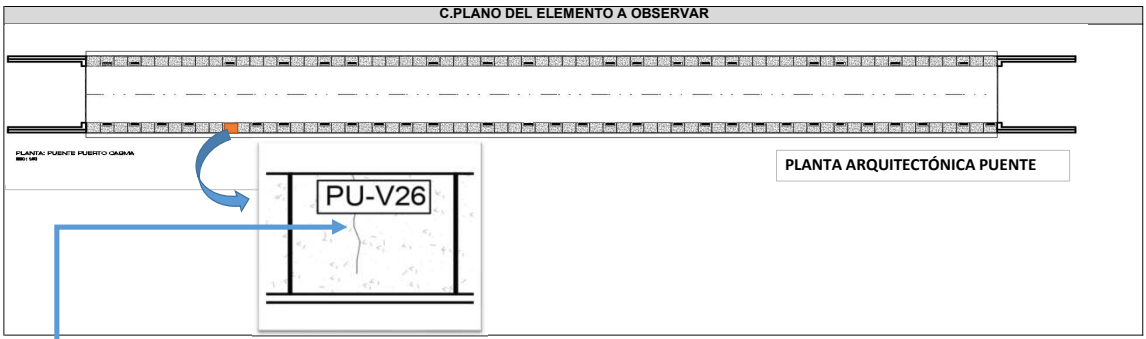 C.PLANO DEL ELEMENTO A OBSERVAR
PLANTA: PUENTE PUERTO CASMA
PLANTA ARQUITECTÓNICA PUENTE
PU-V26